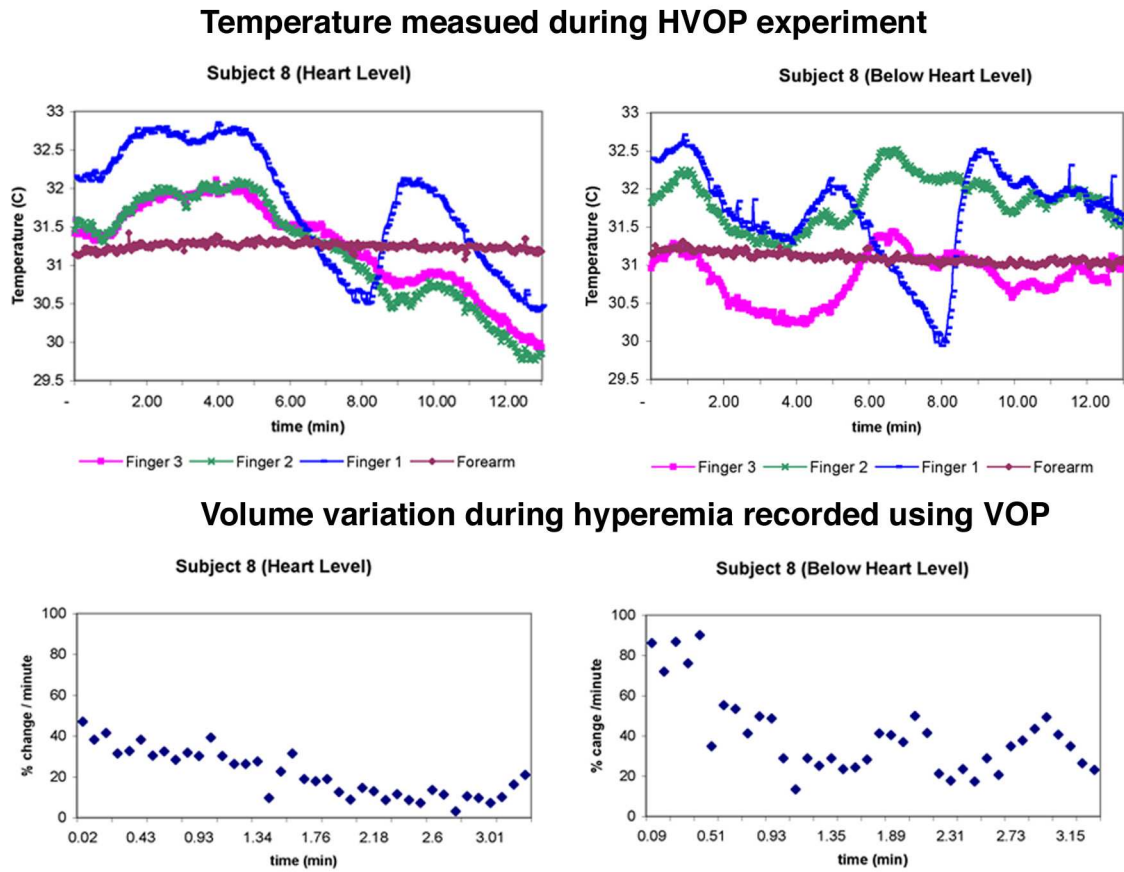 Temperature measued during HVOP experiment
Subject 8 (Heart Level)
Temperature (C)
33
32.5
32
31.5
31
30.5
30
29.5
- 2.00 4.00 6.00 8.00 10.00 12.00
time (min)
Finger 3 Finger 2 Finger 1 Forearm
Subject 8 (Below Heart Level)
Temperature (C)
33
32.5
32
31.5
31
30.5
30
29.5
- 2.00 4.00 6.00 8.00 10.00 12.00
time (min)
Finger 3 Finger 2 Finger 1 Forearm
Volume variation during hyperemia recorded using VOP
Subject 8 (Heart Level)
% change / minute
100
80
60
40
20
0
0.02 0.43 0.93 1.34 1.76 2.18 2.6 3.01
time (min)
Subject 8 (Below Heart Level)
% cange /minute
100
80
60
40
20
0
0.09 0.51 0.93 1.35 1.89 2.31 2.73 3.15
time (min)